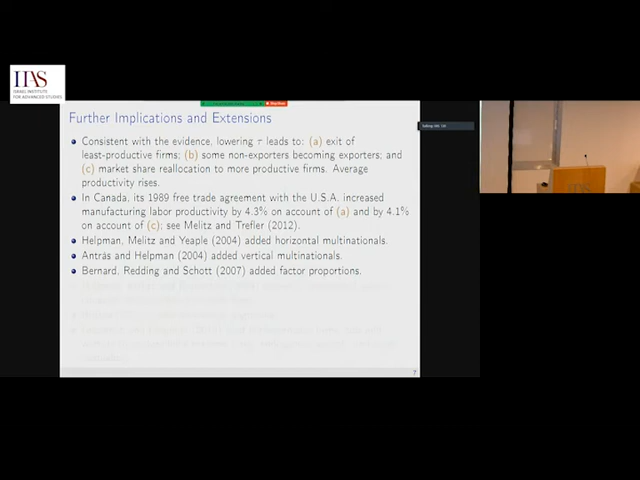 IIAS
ISRAEL INSTITUTE
FOR ADVANCED STUDIES
Further Implications and Extensions
Consistent with the evidence, lowering τ leads to: (a) exit of
least-productive firms; (b) some non-exporters becoming exporters; and
(c) market share reallocation to more productive firms. Average
productivity rises.
In Canada, its 1989 free trade agreement with the U.S.A. increased
manufacturing labor productivity by 4.3% on account of (a) and by 4.1%
on account of (c); see Melitz and Trefler (2012).
Helpman, Melitz and Yeaple (2004) added horizontal multinationals.
Antràs and Helpman (2004) added vertical multinationals.
Bernard, Redding and Schott (2007) added factor proportions.
7